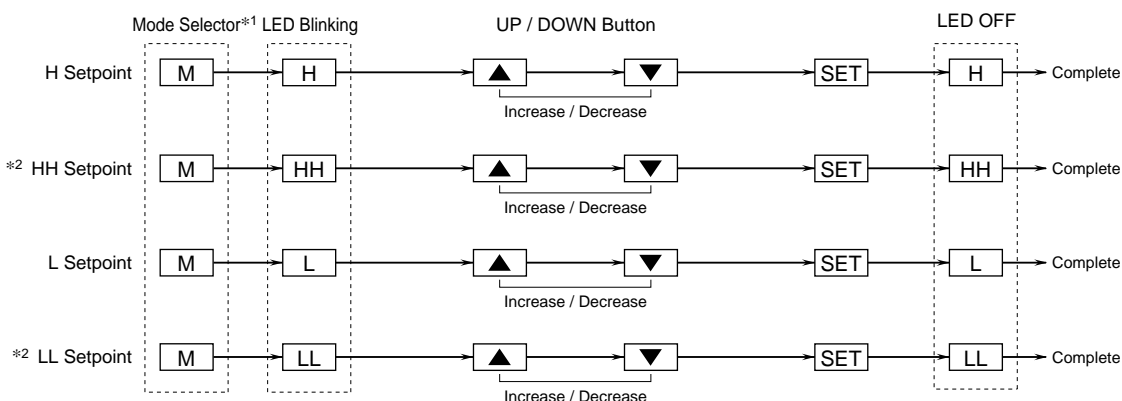 Mode Selector*1 LED Blinking UP / DOWN Button LED OFF
H Setpoint M H ▲ ▼ SET H Complete
Increase / Decrease
*2 HH Setpoint M HH ▲ ▼ SET HH Complete
Increase / Decrease
L Setpoint M L ▲ ▼ SET L Complete
Increase / Decrease
*2 LL Setpoint M LL ▲ ▼ SET LL Complete
Increase / Decrease